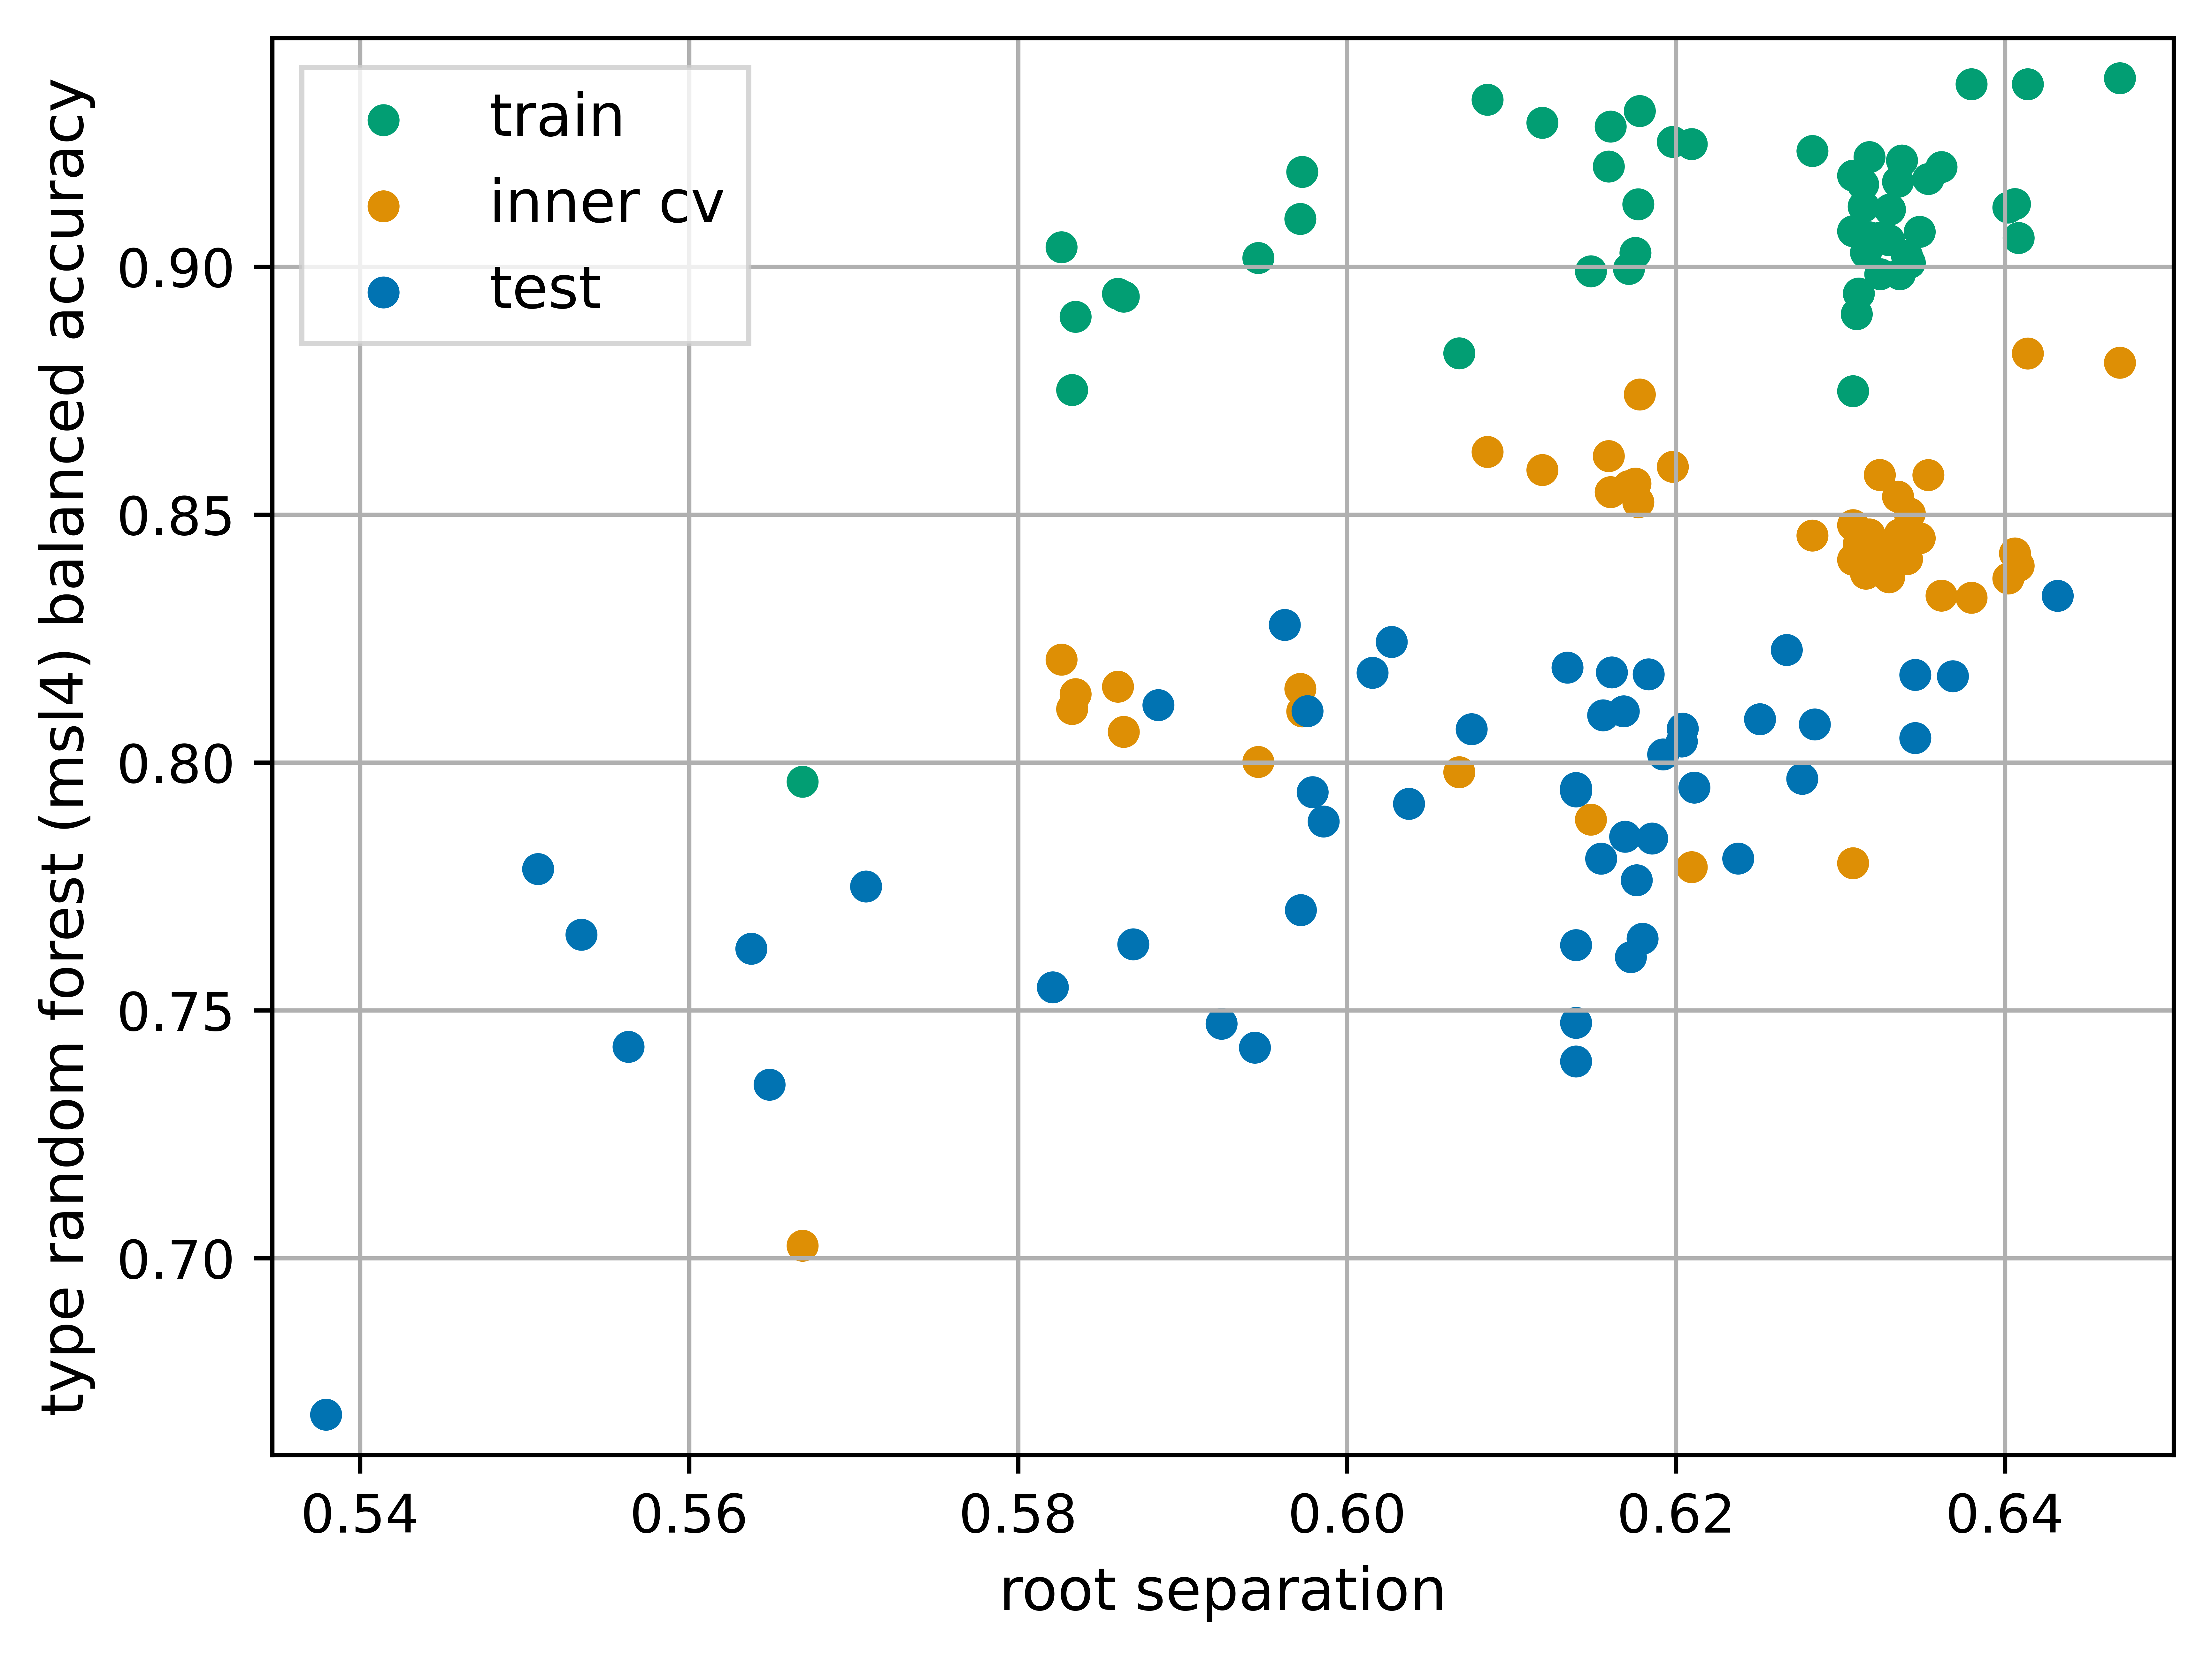 train
inner cv
test
0.90
0.85
0.80
0.75
0.70
type random forest (msl4) balanced accuracy
0.54
0.56
0.58
0.60
0.62
0.64
root separation